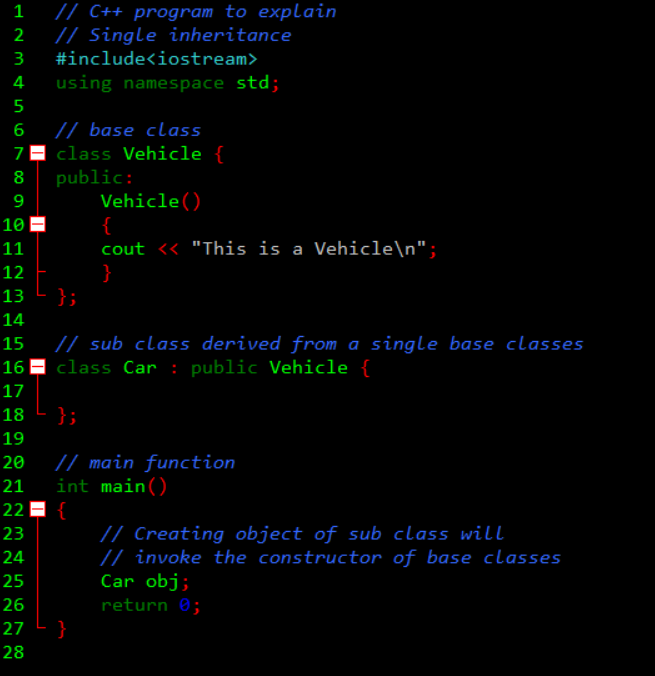 1 // C++ program to explain
2 // Single inheritance
3 #include<iostream>
4 using namespace std;
5
6 // base class
7 class Vehicle {
8 public:
9     Vehicle()
10     {
11     cout << "This is a Vehicle\n";
12     }
13 };
14
15 // sub class derived from a single base classes
16 class Car : public Vehicle {
17
18 };
19
20 // main function
21 int main()
22 {
23     // Creating object of sub class will
24     // invoke the constructor of base classes
25     Car obj;
26     return 0;
27 }
28